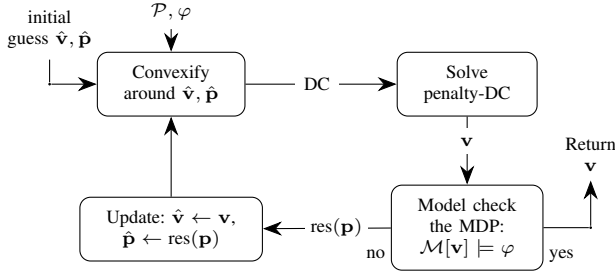 initial
guess v̂, p̂
𝒫, φ
Convexify
around v̂, p̂
DC
Solve
penalty-DC
v
Return
v
Update: v̂ ← v,
p̂ ← res(p)
res(p)
no
Model check
the MDP:
ℳ[v] ⊨ φ
yes